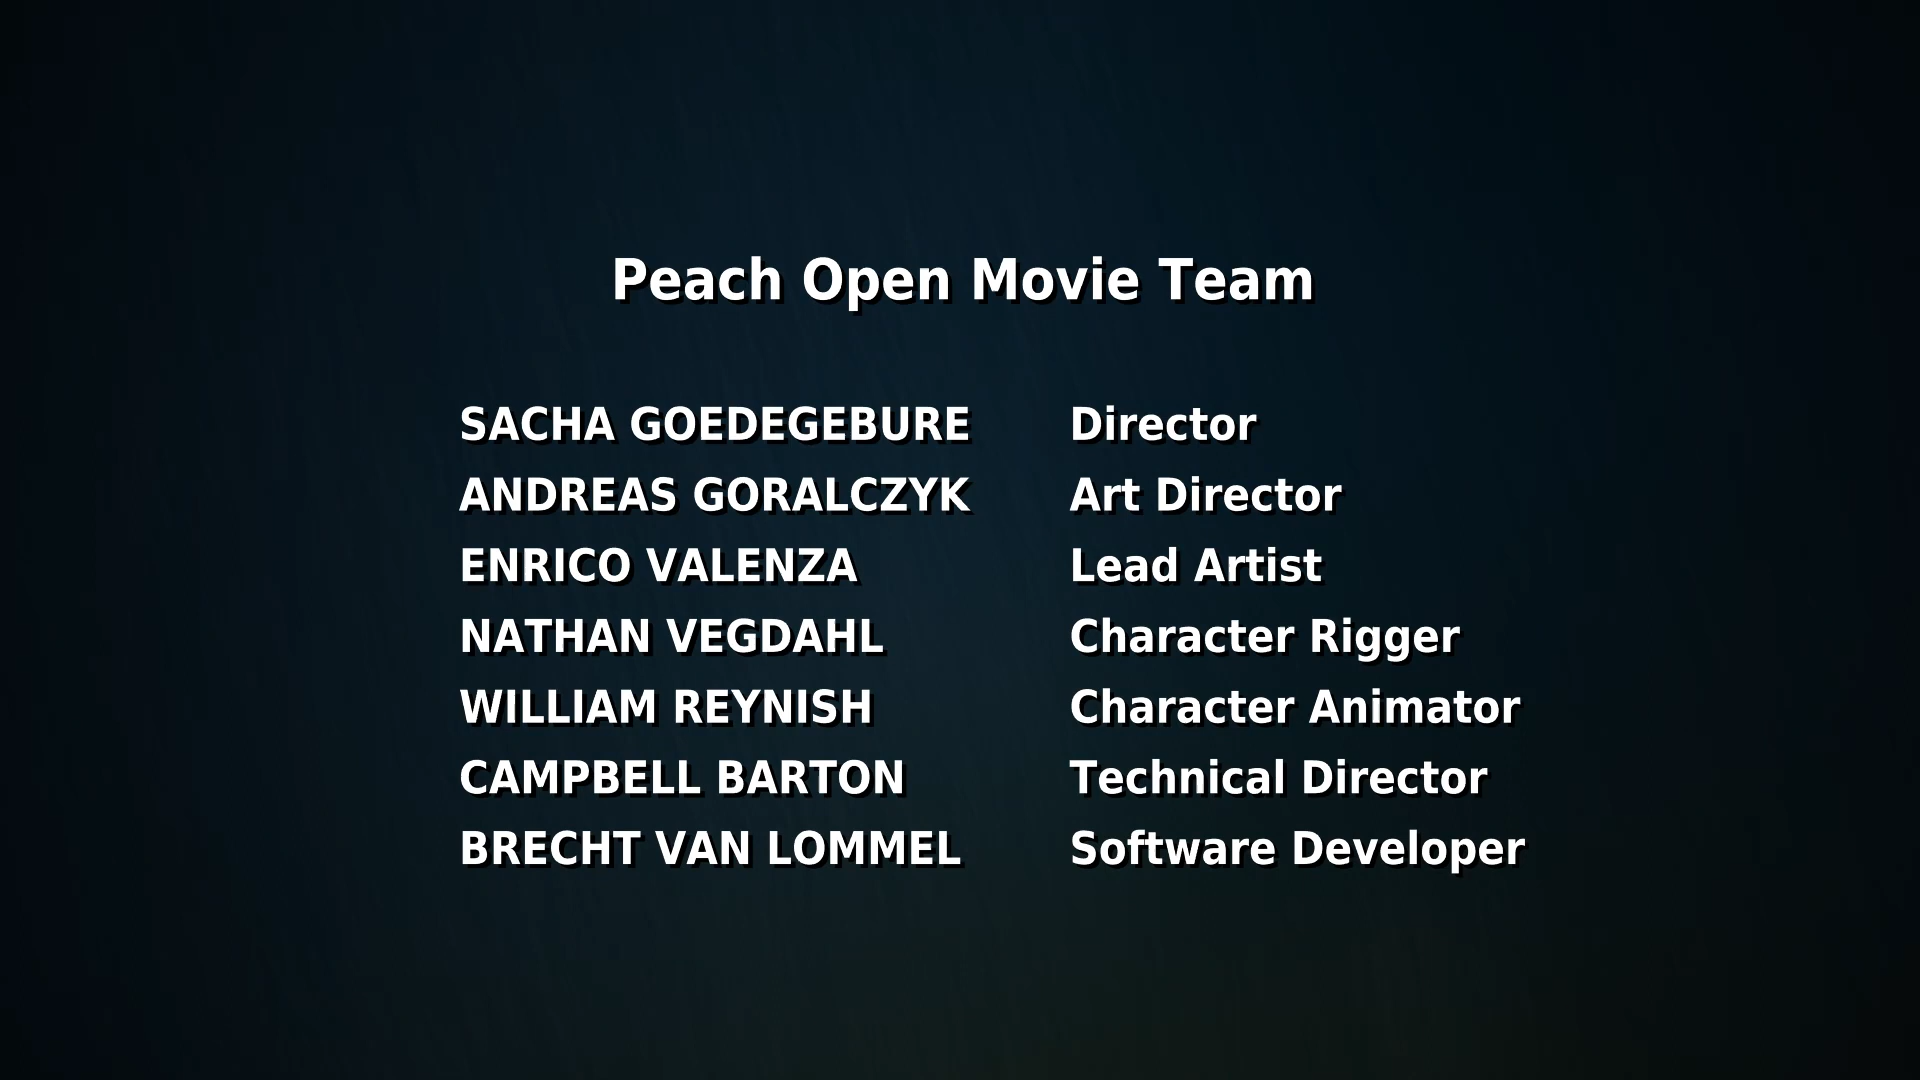 Peach Open Movie Team
SACHA GOEDEGEBURE Director
ANDREAS GORALCZYK Art Director
ENRICO VALENZA Lead Artist
NATHAN VEGDAHL Character Rigger
WILLIAM REYNISH Character Animator
CAMPBELL BARTON Technical Director
BRECHT VAN LOMMEL Software Developer